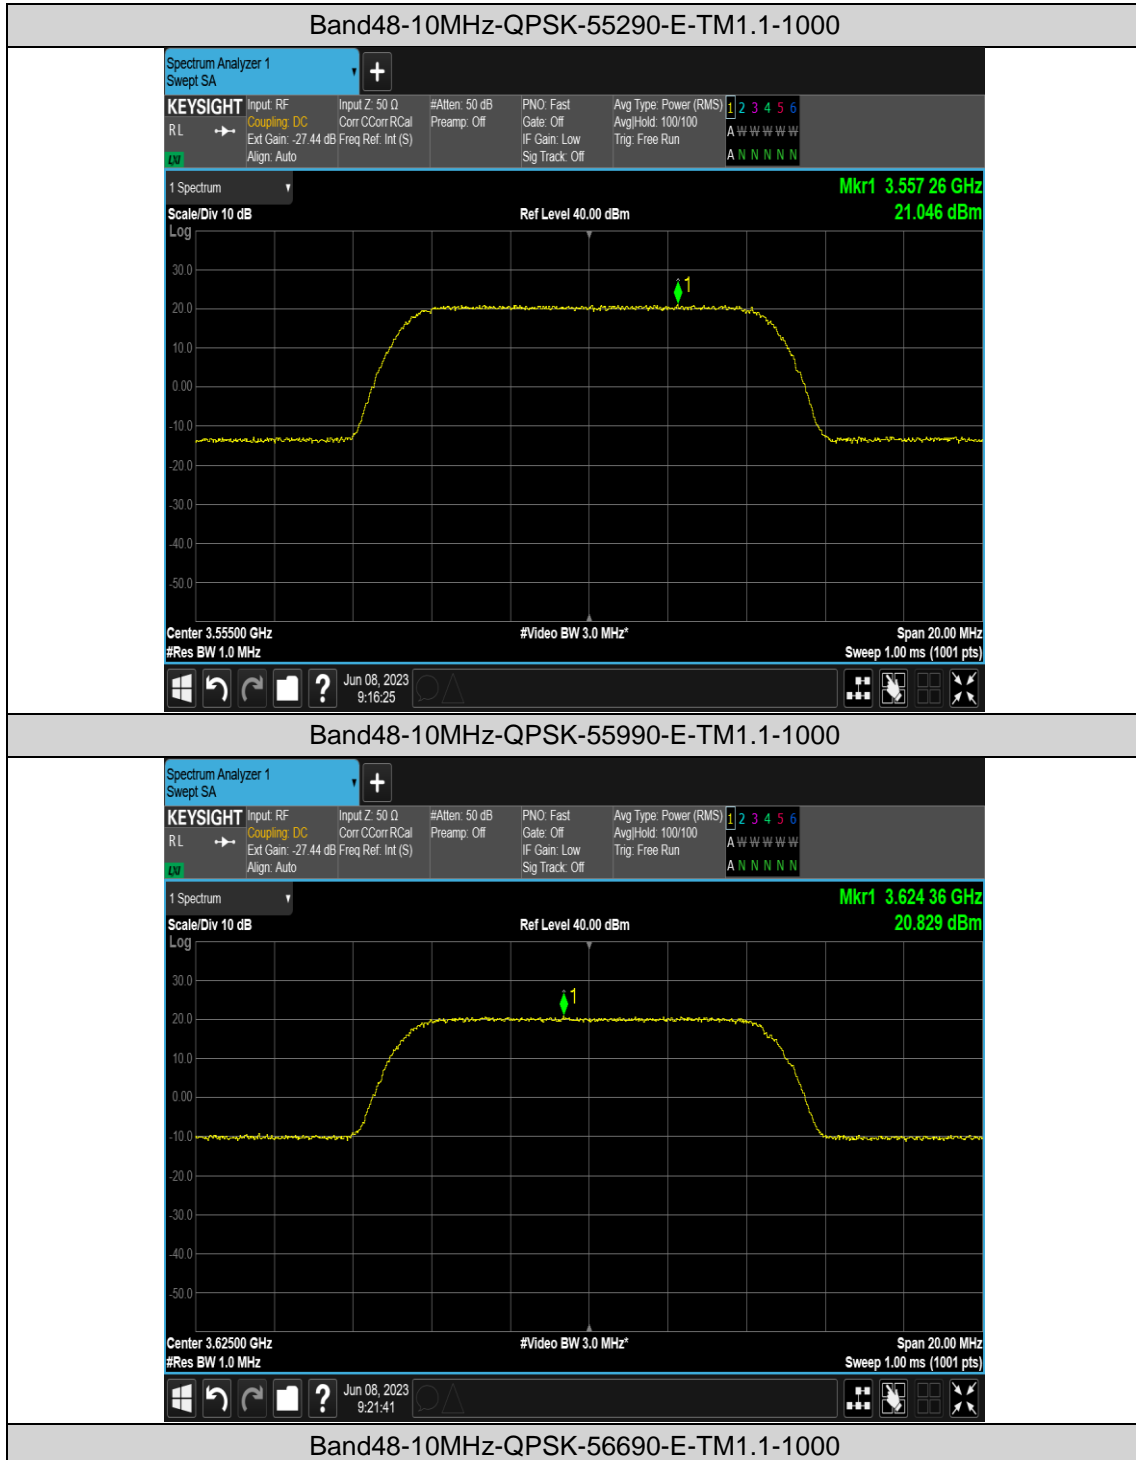 Band48-10MHz-QPSK-55290-E-TM1.1-1000
Spectrum Analyzer 1
Swept SA
+
KEYSIGHT Input: RF Input Z: 50 Ω #Atten: 50 dB PNO: Fast Avg Type: Power (RMS) 1 2 3 4 5 6
RL Coupling: DC Corr CCorr RCal Preamp: Off Gate: Off Avg|Hold: 100/100
Ext Gain: -27.44 dB Freq Ref: Int (S) IF Gain: Low Trig: Free Run A W W W W W
LXI Align: Auto Sig Track: Off A N N N N N
1 Spectrum Mkr1 3.557 26 GHz
Scale/Div 10 dB Ref Level 40.00 dBm 21.046 dBm
Log
30.0
1
20.0
10.0
0.00
-10.0
-20.0
-30.0
-40.0
-50.0
Center 3.55500 GHz #Video BW 3.0 MHz* Span 20.00 MHz
#Res BW 1.0 MHz Sweep 1.00 ms (1001 pts)
? Jun 08, 2023
9:16:25
Band48-10MHz-QPSK-55990-E-TM1.1-1000
Spectrum Analyzer 1
Swept SA
+
KEYSIGHT Input: RF Input Z: 50 Ω #Atten: 50 dB PNO: Fast Avg Type: Power (RMS) 1 2 3 4 5 6
RL Coupling: DC Corr CCorr RCal Preamp: Off Gate: Off Avg|Hold: 100/100
Ext Gain: -27.44 dB Freq Ref: Int (S) IF Gain: Low Trig: Free Run A W W W W W
LXI Align: Auto Sig Track: Off A N N N N N
1 Spectrum Mkr1 3.624 36 GHz
Scale/Div 10 dB Ref Level 40.00 dBm 20.829 dBm
Log
30.0
1
20.0
10.0
0.00
-10.0
-20.0
-30.0
-40.0
-50.0
Center 3.62500 GHz #Video BW 3.0 MHz* Span 20.00 MHz
#Res BW 1.0 MHz Sweep 1.00 ms (1001 pts)
? Jun 08, 2023
9:21:41
Band48-10MHz-QPSK-56690-E-TM1.1-1000